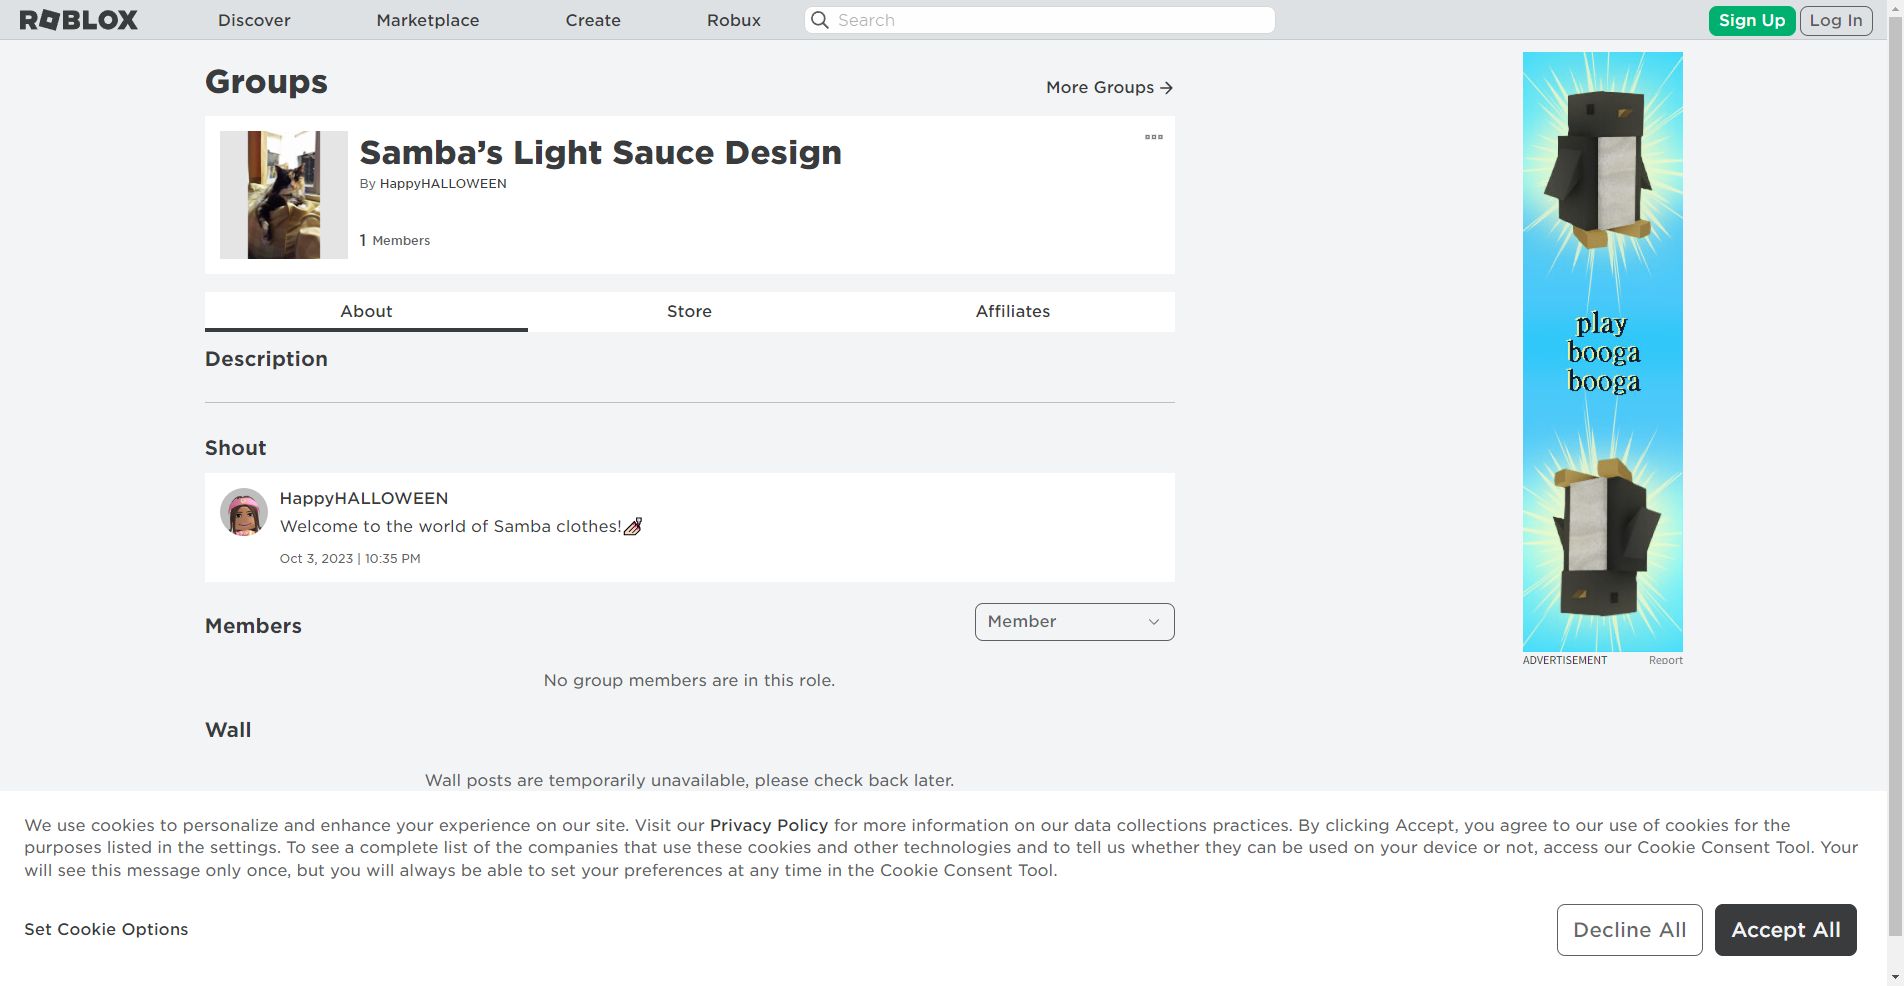 ROBLOX
Discover
Marketplace
Create
Robux
Search
Sign Up
Log In
Groups
More Groups →
Samba’s Light Sauce Design
By HappyHALLOWEEN
1 Members
About
Store
Affiliates
Description
Shout
HappyHALLOWEEN
Welcome to the world of Samba clothes!💅
Oct 3, 2023 | 10:35 PM
Members
Member
No group members are in this role.
Wall
Wall posts are temporarily unavailable, please check back later.
play
booga
booga
ADVERTISEMENT
Report
We use cookies to personalize and enhance your experience on our site. Visit our Privacy Policy for more information on our data collections practices. By clicking Accept, you agree to our use of cookies for the
purposes listed in the settings. To see a complete list of the companies that use these cookies and other technologies and to tell us whether they can be used on your device or not, access our Cookie Consent Tool. Your
will see this message only once, but you will always be able to set your preferences at any time in the Cookie Consent Tool.
Set Cookie Options
Decline All
Accept All